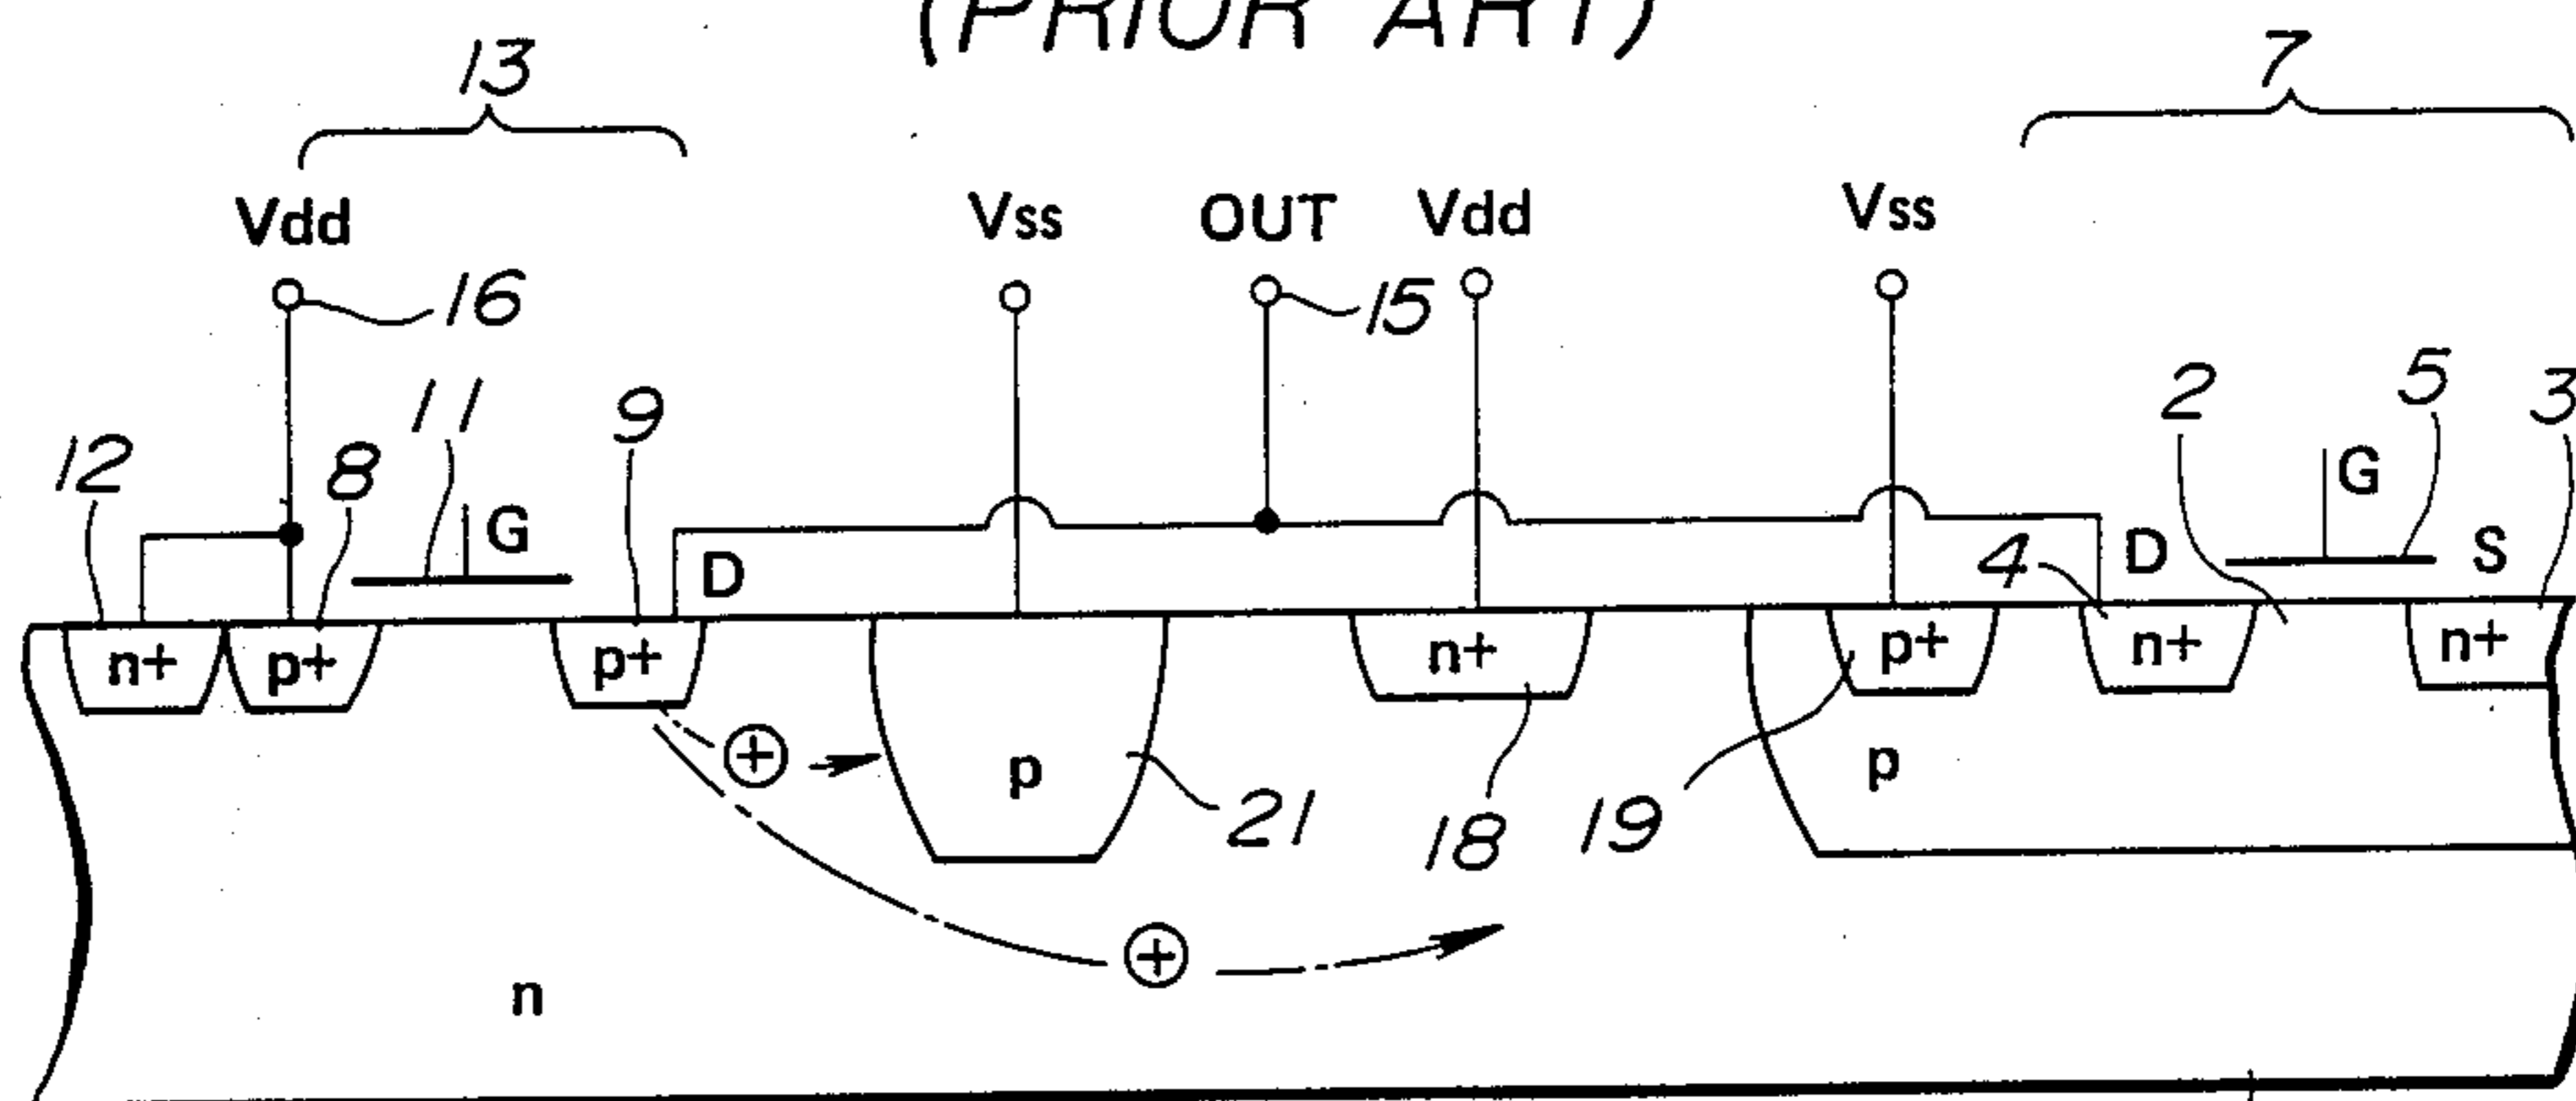 (PRIOR ART)
13
7
Vdd
Vss
OUT
Vdd
Vss
16
15
11
9
2
5
3
12
8
G
G
D
4
D
S
n+
p+
p+
n+
p+
n+
n+
+
p
21
18
19
p
+
n